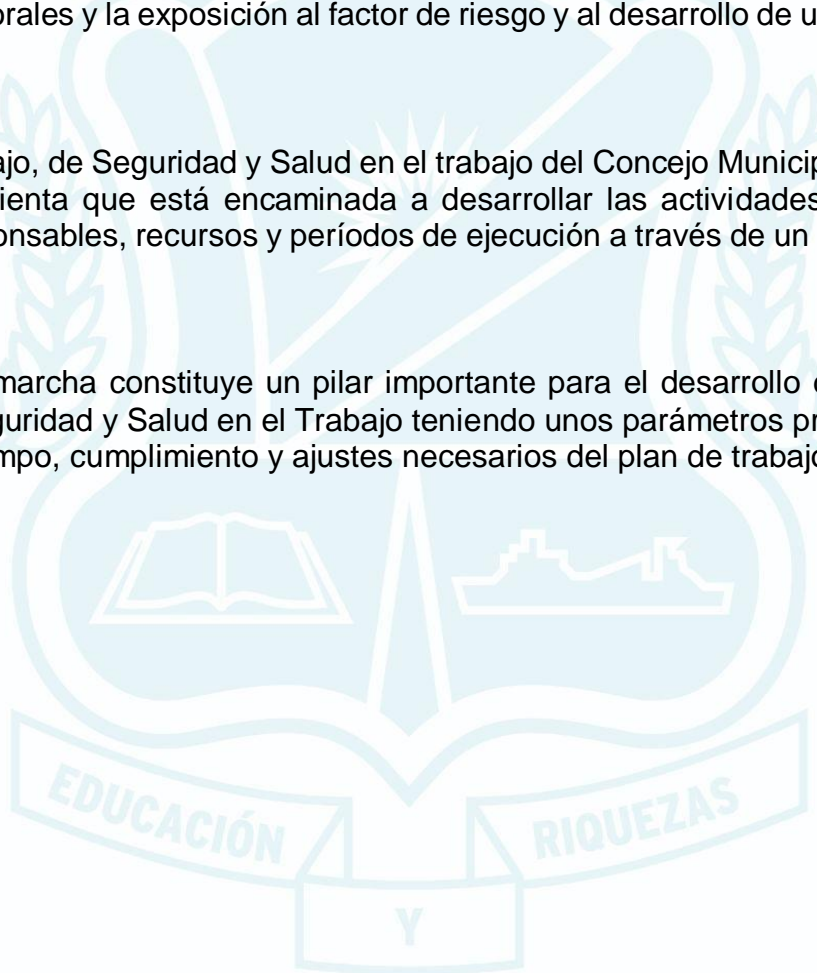 orales y la exposición al factor de riesgo y al desarrollo de u
ajo, de Seguridad y Salud en el trabajo del Concejo Municip
ienta que está encaminada a desarrollar las actividades
onsables, recursos y períodos de ejecución a través de un
marcha constituye un pilar importante para el desarrollo
guridad y Salud en el Trabajo teniendo unos parámetros pr
mpo, cumplimiento y ajustes necesarios del plan de trabajo
EDUCACIÓN
RIQUEZAS
Y